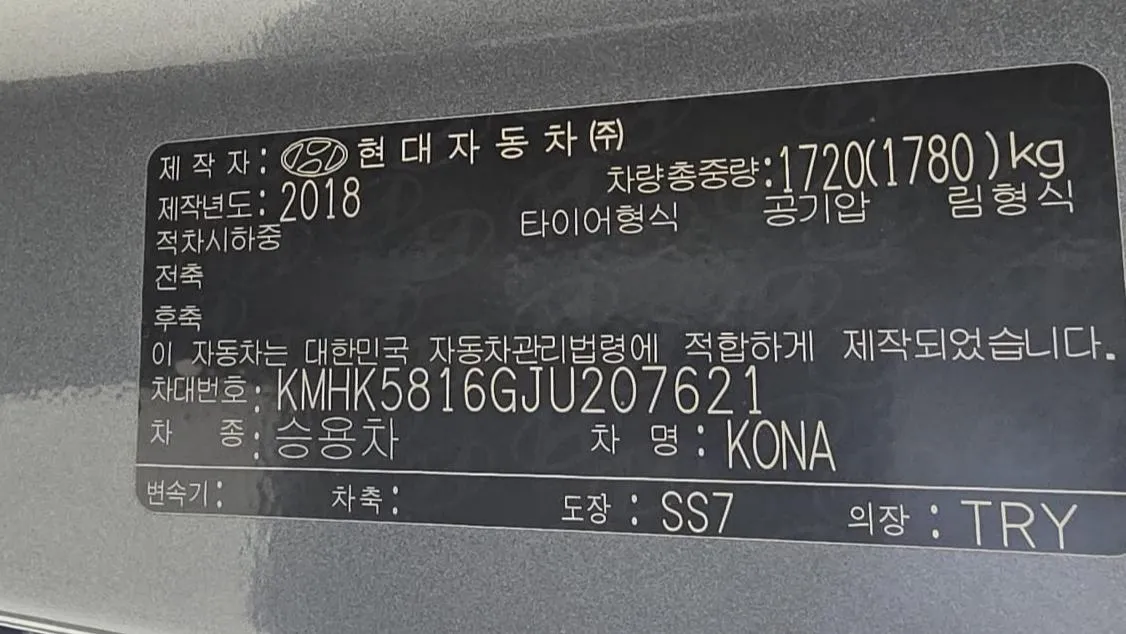 제작자: 현대자동차㈜
제작년도: 2018 차량총중량:1720(1780)kg
적차시하중 타이어형식 공기압 림형식
전축
후축
이 자동차는 대한민국 자동차관리법령에 적합하게 제작되었습니다.
차대번호: KMHK5816GJU207621
차 종: 승용차 차 명: KONA
변속기: 차축: 도장: SS7 의장: TRY